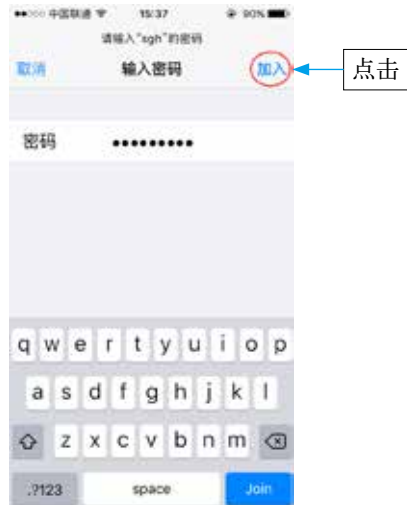 中国联通 15:37 90%
请输入"sgh"的密码
取消 输入密码 加入 点击
密码 •••••••••
q w e r t y u i o p
a s d f g h j k l
z x c v b n m
.?123 space Join